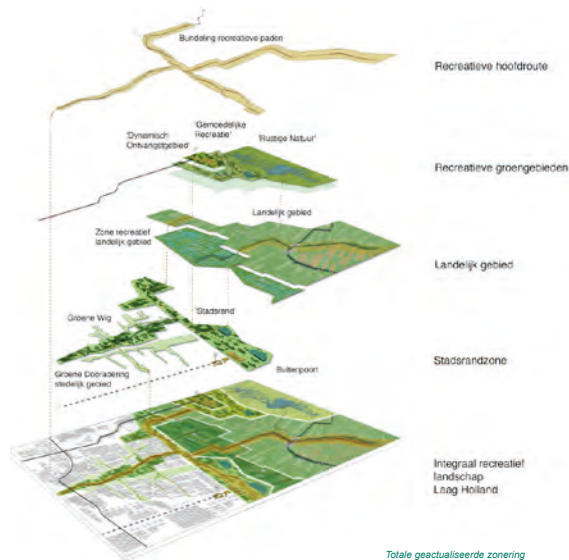 Bundeling recreatieve paden
Recreatieve hoofdroute
'Gemoedelijke
Recreatie'
'Dynamisch
Ontvangstgebied'
'Rustige Natuur'
Recreatieve groengebieden
Landelijk gebied
Zone recreatief
landelijk gebied
Landelijk gebied
'Stadsrand'
Groene Wig
Stadsrandzone
Groene Dooradering
stedelijk gebied
Buitenpoort
Integraal recreatief
landschap
Laag Holland
Totale geactualiseerde zonering